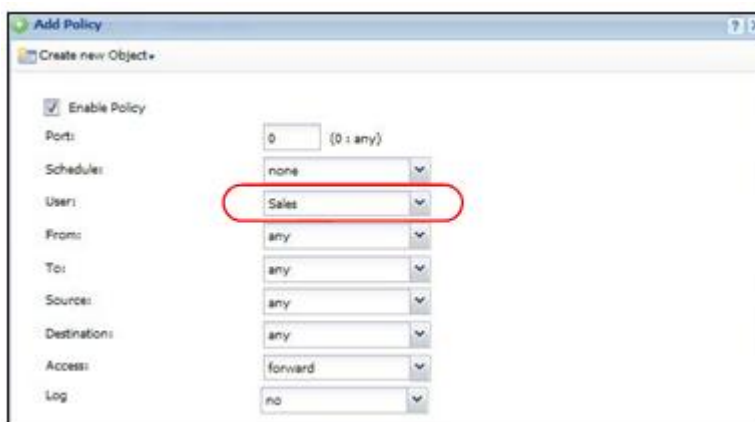 Add Policy
Create new Object
Enable Policy
Port: 0 (0 : any)
Schedule: none
User: Sales
From: any
To: any
Source: any
Destination: any
Access: forward
Log no